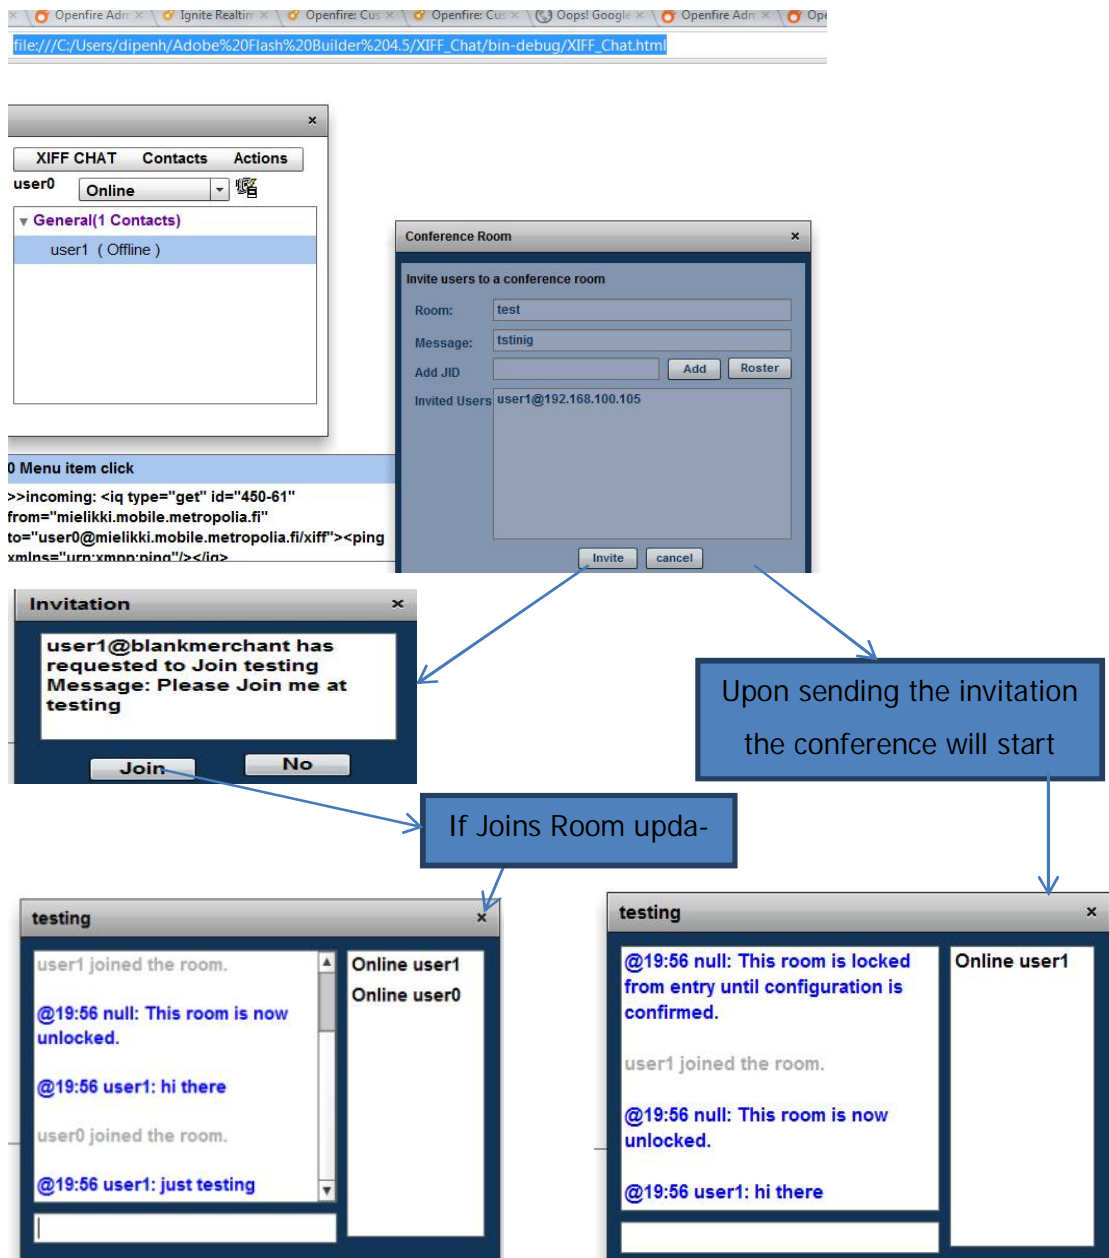 Openfire Adm
Ignite Realtim
Openfire: Cus
Openfire: Cus
Oops! Google
Openfire Adm
Ope
file:///C:/Users/dipenh/Adobe%20Flash%20Builder%204.5/XIFF_Chat/bin-debug/XIFF_Chat.html
XIFF CHAT Contacts Actions
user0 Online
General(1 Contacts)
user1 ( Offline )
Conference Room
Invite users to a conference room
Room: test
Message: tstinig
Add JID Add Roster
Invited Users user1@192.168.100.105
Invite cancel
0 Menu item click
>>incoming: <iq type="get" id="450-61"
from="mielikki.mobile.metropolia.fi"
to="user0@mielikki.mobile.metropolia.fi/xiff"><ping
xmlns="urn:xmpp:ping"/></iq>
Invitation
user1@blankmerchant has
requested to Join testing
Message: Please Join me at
testing
Join No
Upon sending the invitation
the conference will start
If Joins Room upda-
testing
user1 joined the room.
@19:56 null: This room is now
unlocked.
@19:56 user1: hi there
user0 joined the room.
@19:56 user1: just testing
Online user1
Online user0
testing
@19:56 null: This room is locked
from entry until configuration is
confirmed.
user1 joined the room.
@19:56 null: This room is now
unlocked.
@19:56 user1: hi there
Online user1